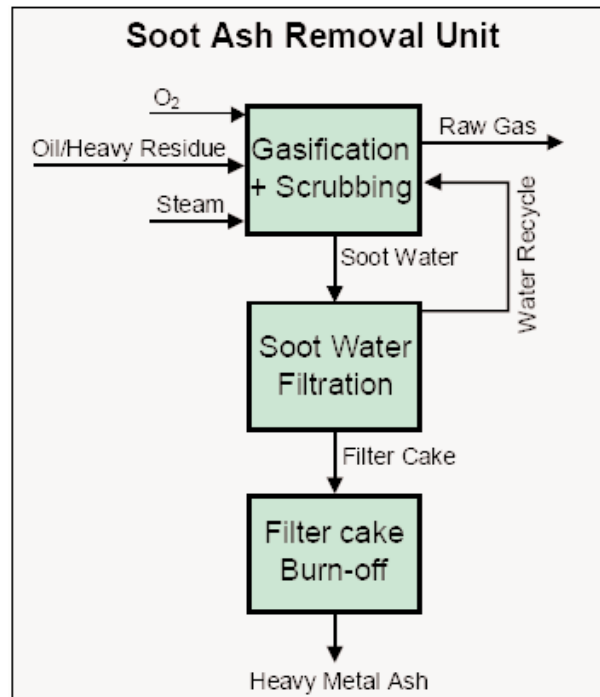 Soot Ash Removal Unit
O₂
Oil/Heavy Residue
Steam
Gasification
+ Scrubbing
Raw Gas
Water Recycle
Soot Water
Soot Water
Filtration
Filter Cake
Filter cake
Burn-off
Heavy Metal Ash